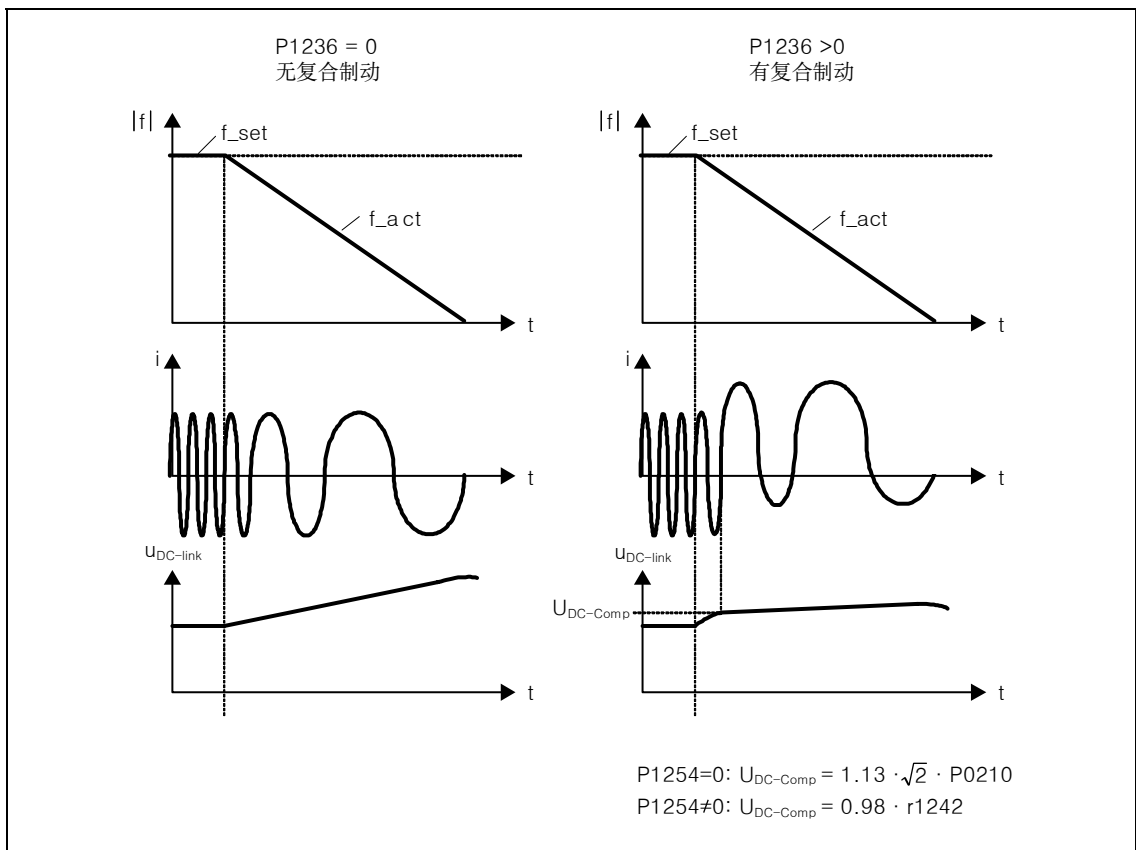 P1236 = 0
无复合制动
|f|
f_set
f_act
t
i
t
uDC-link
t
P1236 >0
有复合制动
|f|
f_set
f_act
t
i
t
uDC-link
UDC-Comp
t
P1254=0: UDC-Comp = 1.13 · √2 · P0210
P1254≠0: UDC-Comp = 0.98 · r1242